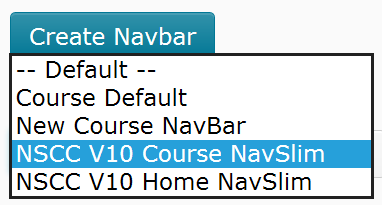 Create Navbar
-- Default --
Course Default
New Course NavBar
NSCC V10 Course NavSlim
NSCC V10 Home NavSlim